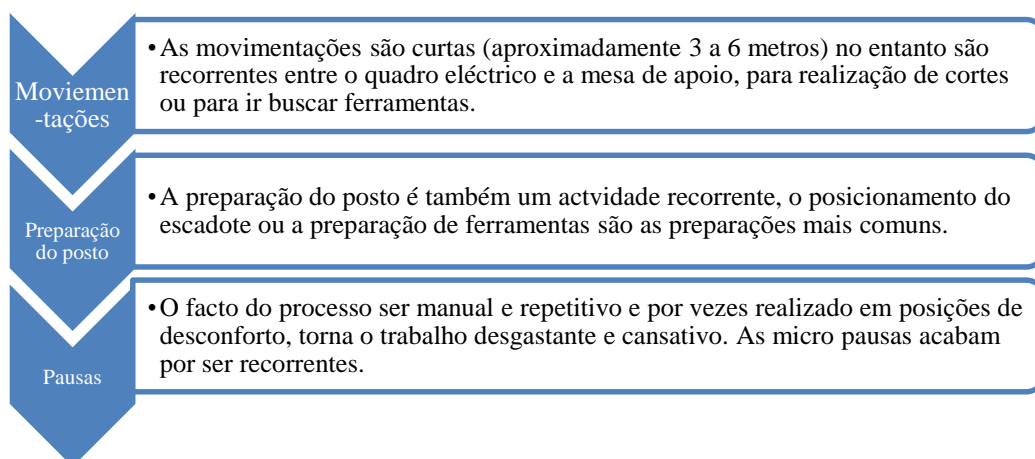 Moviemen
-tações
•As movimentações são curtas (aproximadamente 3 a 6 metros) no entanto são
recorrentes entre o quadro eléctrico e a mesa de apoio, para realização de cortes
ou para ir buscar ferramentas.
Preparação
do posto
•A preparação do posto é também um actvidade recorrente, o posicionamento do
escadote ou a preparação de ferramentas são as preparações mais comuns.
Pausas
•O facto do processo ser manual e repetitivo e por vezes realizado em posições de
desconforto, torna o trabalho desgastante e cansativo. As micro pausas acabam
por ser recorrentes.